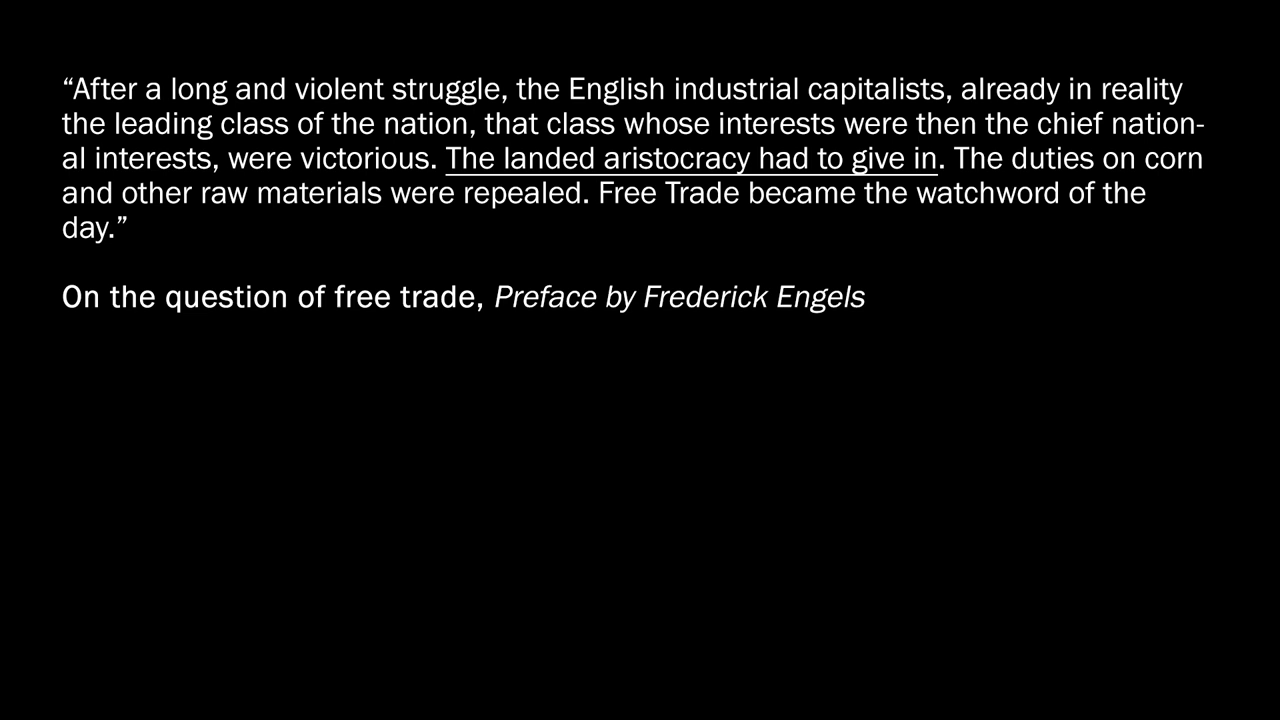 “After a long and violent struggle, the English industrial capitalists, already in reality
the leading class of the nation, that class whose interests were then the chief nation-
al interests, were victorious. The landed aristocracy had to give in. The duties on corn
and other raw materials were repealed. Free Trade became the watchword of the
day.”
On the question of free trade, Preface by Frederick Engels